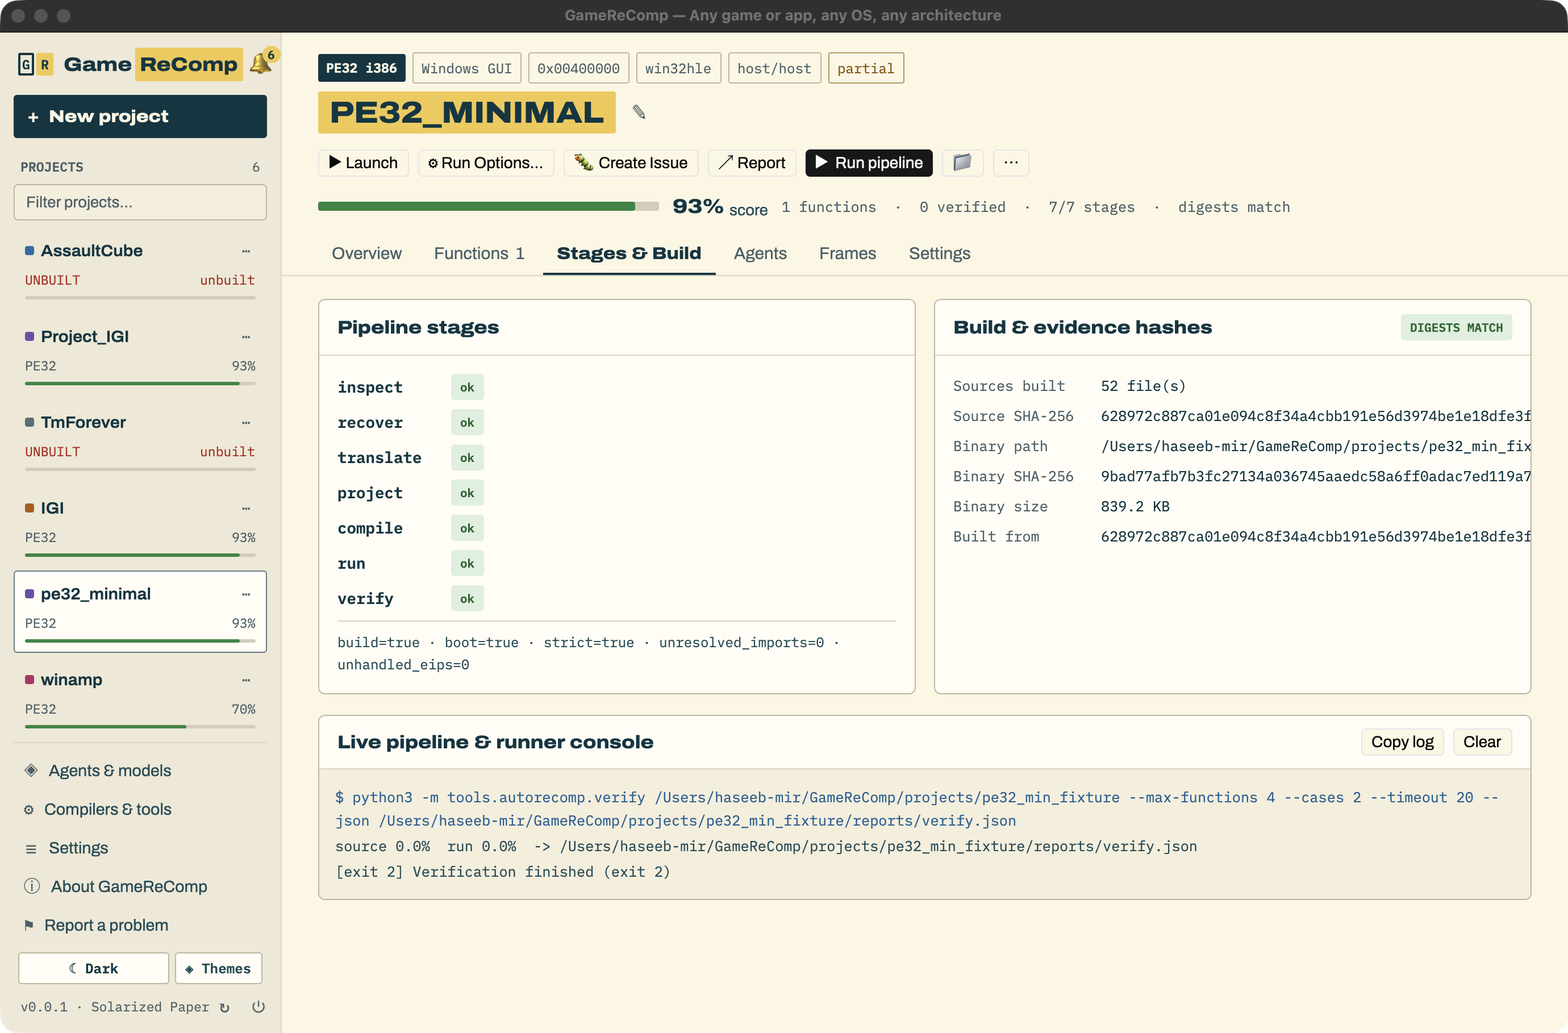 GameReComp — Any game or app, any OS, any architecture
GR Game ReComp 6
+ New project
PROJECTS 6
Filter projects...
AssaultCube ...
UNBUILT unbuilt
Project_IGI ...
PE32 93%
TmForever ...
UNBUILT unbuilt
IGI ...
PE32 93%
pe32_minimal ...
PE32 93%
winamp ...
PE32 70%
Agents & models
Compilers & tools
Settings
About GameReComp
Report a problem
Dark Themes
v0.0.1 · Solarized Paper
PE32 i386 Windows GUI 0x00400000 win32hle host/host partial
PE32_MINIMAL
Launch Run Options... Create Issue Report Run pipeline ...
93% score 1 functions · 0 verified · 7/7 stages · digests match
Overview Functions 1 Stages & Build Agents Frames Settings
Pipeline stages
inspect ok
recover ok
translate ok
project ok
compile ok
run ok
verify ok
build=true · boot=true · strict=true · unresolved_imports=0 ·
unhandled_eips=0
Build & evidence hashes DIGESTS MATCH
Sources built 52 file(s)
Source SHA-256 628972c887ca01e094c8f34a4cbb191e56d3974be1e18dfe3f
Binary path /Users/haseeb-mir/GameReComp/projects/pe32_min_fix
Binary SHA-256 9bad77afb7b3fc27134a036745aaedc58a6ff0adac7ed119a7
Binary size 839.2 KB
Built from 628972c887ca01e094c8f34a4cbb191e56d3974be1e18dfe3f
Live pipeline & runner console Copy log Clear
$ python3 -m tools.autorecomp.verify /Users/haseeb-mir/GameReComp/projects/pe32_min_fixture --max-functions 4 --cases 2 --timeout 20 --
json /Users/haseeb-mir/GameReComp/projects/pe32_min_fixture/reports/verify.json
source 0.0% run 0.0% -> /Users/haseeb-mir/GameReComp/projects/pe32_min_fixture/reports/verify.json
[exit 2] Verification finished (exit 2)